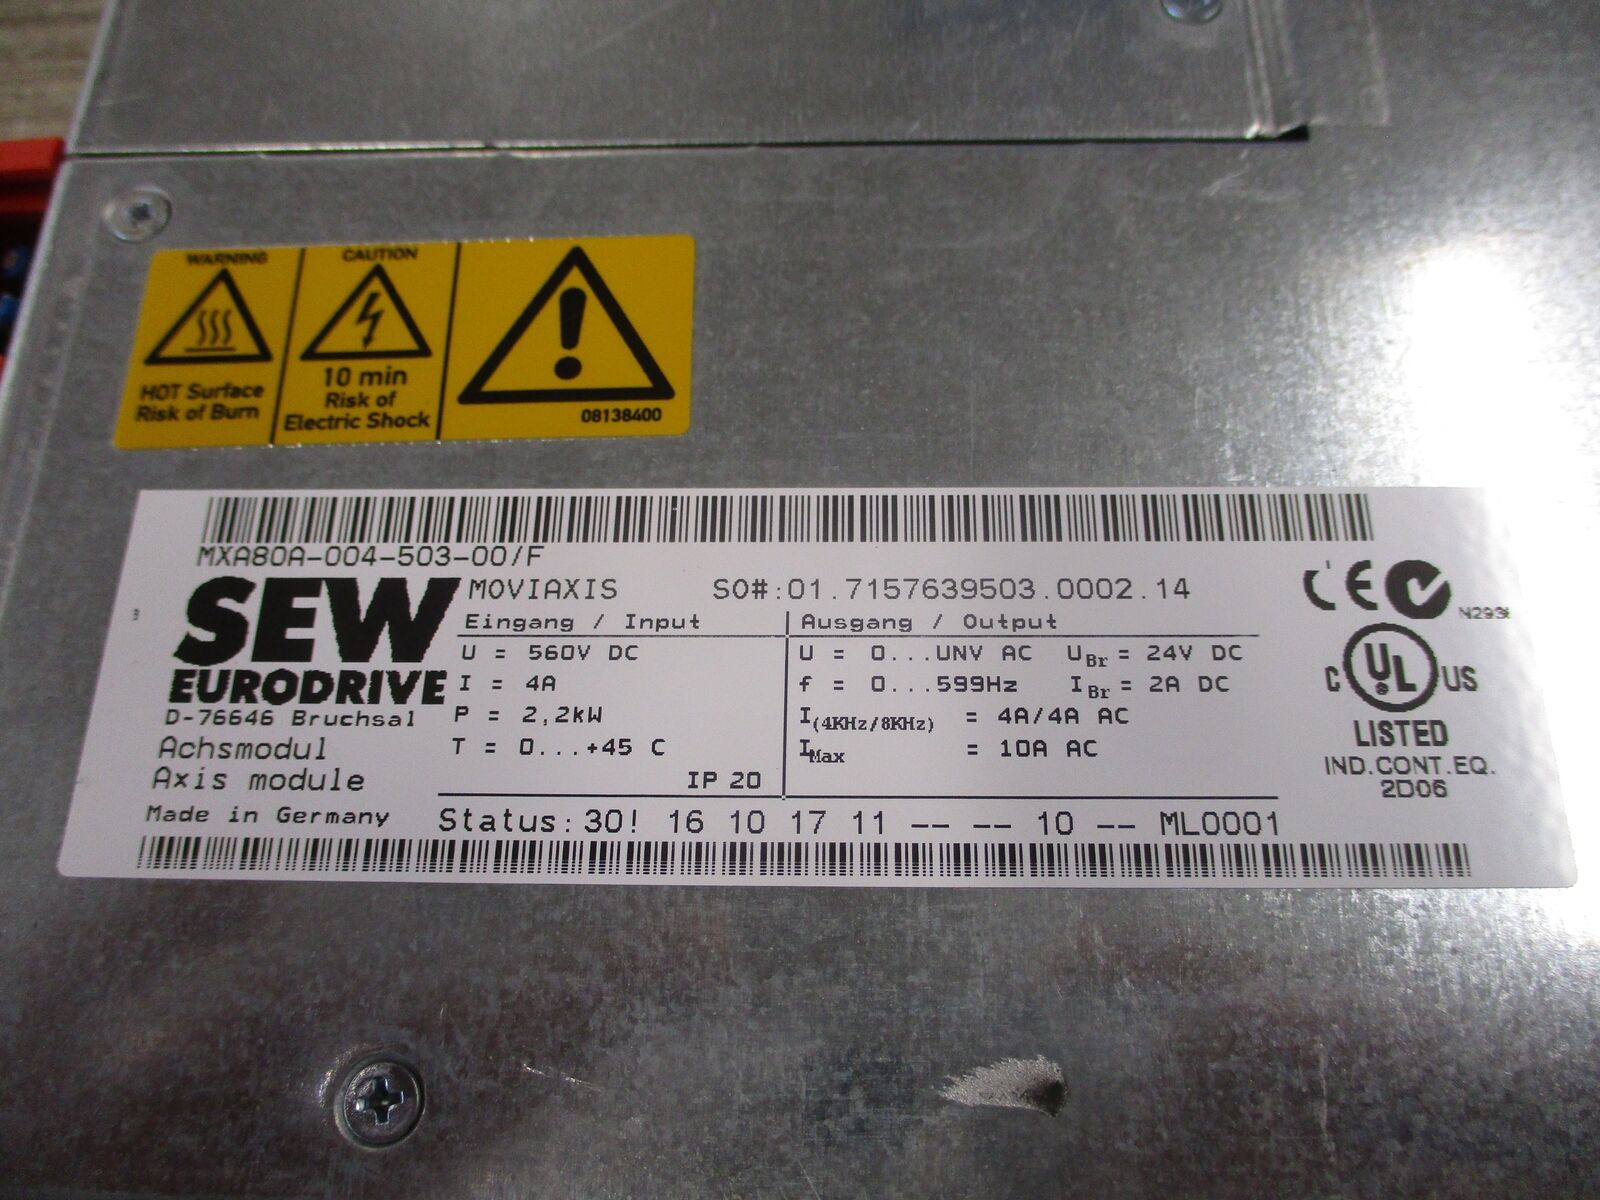 WARNING
HOT Surface
Risk of Burn
CAUTION
10 min
Risk of
Electric Shock
08138400
MXA80A-004-503-00/F
SEW
EURODRIVE
D-76646 Bruchsal
Achsmodul
Axis module
Made in Germany
MOVIAXIS SO#:01.7157639503.0002.14
Eingang / Input
U = 560V DC
I = 4A
P = 2,2kW
T = 0...+45 C
IP 20
Ausgang / Output
U = 0...UNV AC UBr = 24V DC
f = 0...599Hz IBr = 2A DC
I(4KHz/8KHz) = 4A/4A AC
IMax = 10A AC
Status: 30! 16 10 17 11 -- -- 10 -- ML0001
CE
C UL US
LISTED
IND.CONT.EQ.
2D06